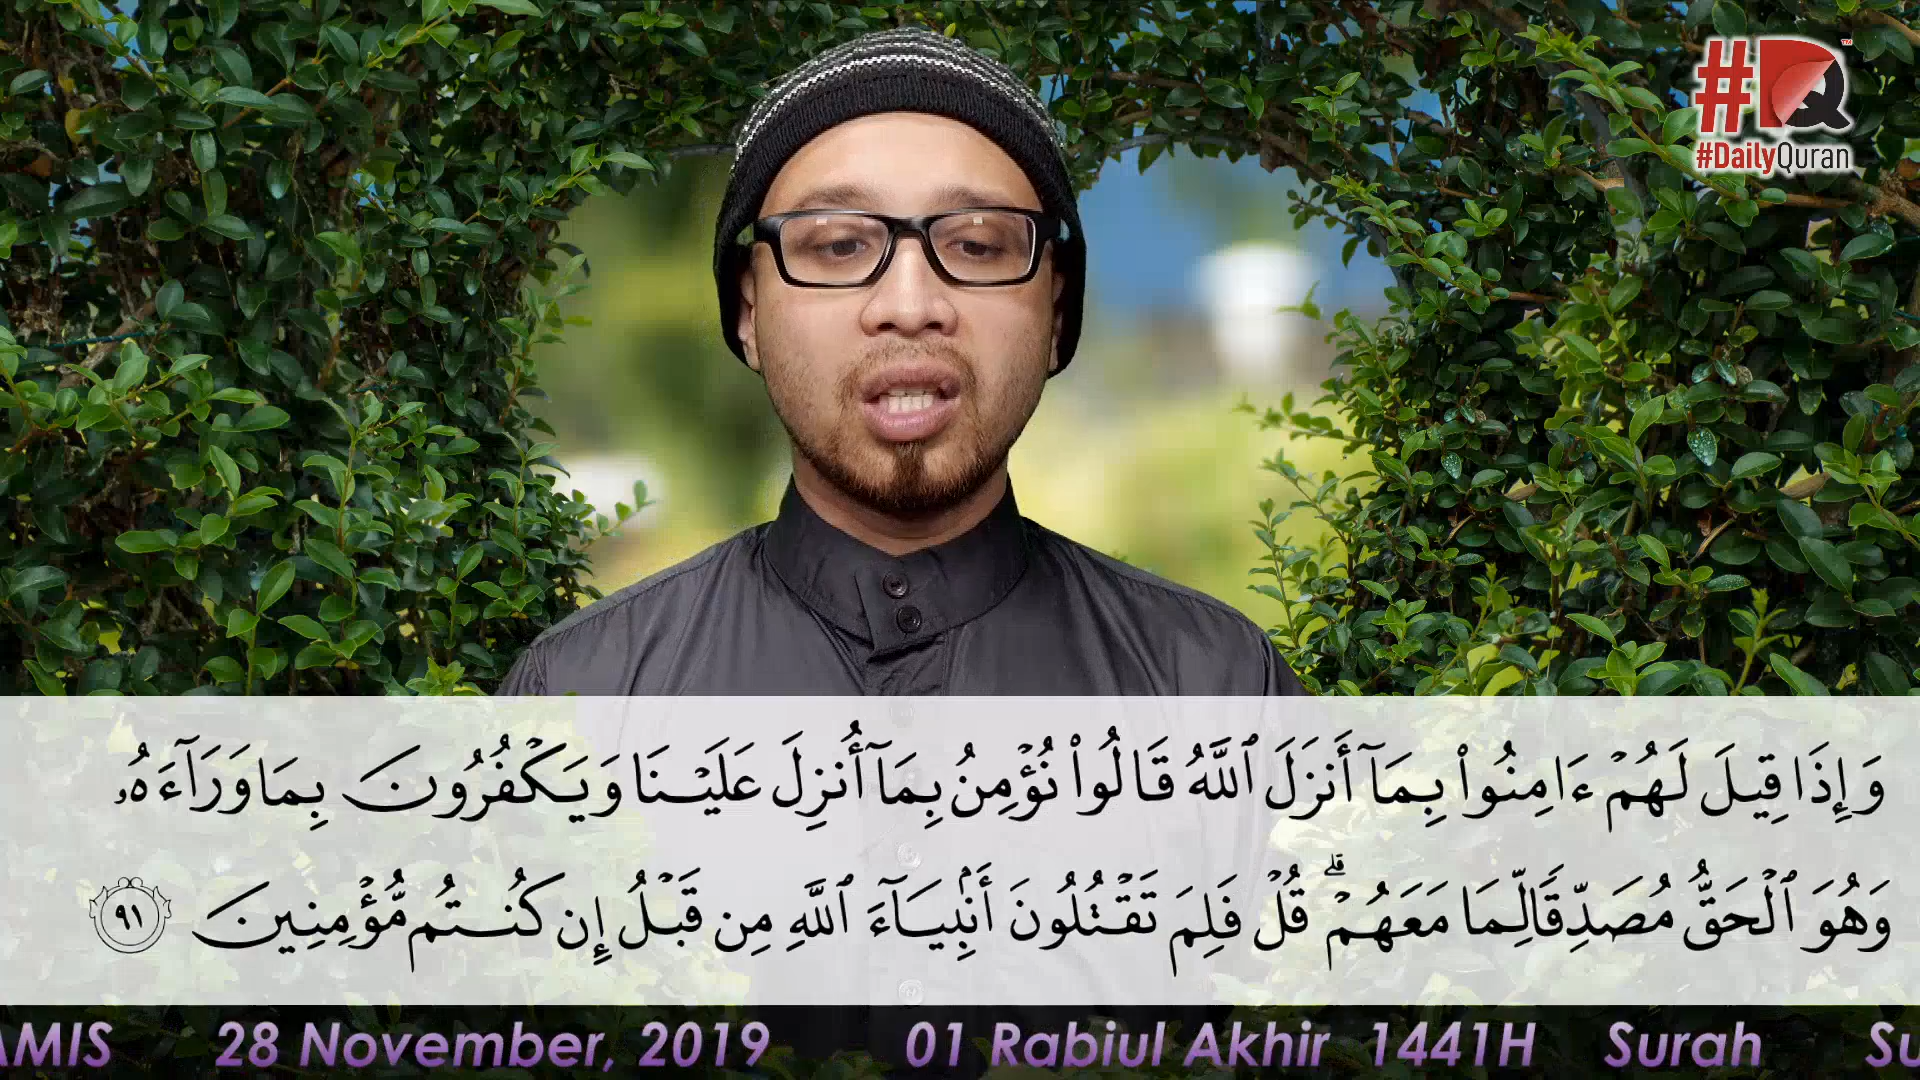 #Q™
#DailyQuran
وَإِذَا قِيلَ لَهُمْ ءَامِنُوا۟ بِمَآ أَنزَلَ ٱللَّهُ قَالُوا۟ نُؤْمِنُ بِمَآ أُنزِلَ عَلَيْنَا وَيَكْفُرُونَ بِمَا وَرَآءَهُۥ
وَهُوَ ٱلْحَقُّ مُصَدِّقًا لِّمَا مَعَهُمْ ۗ قُلْ فَلِمَ تَقْتُلُونَ أَنۢبِيَآءَ ٱللَّهِ مِن قَبْلُ إِن كُنتُم مُّؤْمِنِينَ ٩١
AMIS 28 November, 2019 01 Rabiul Akhir 1441H Surah Su